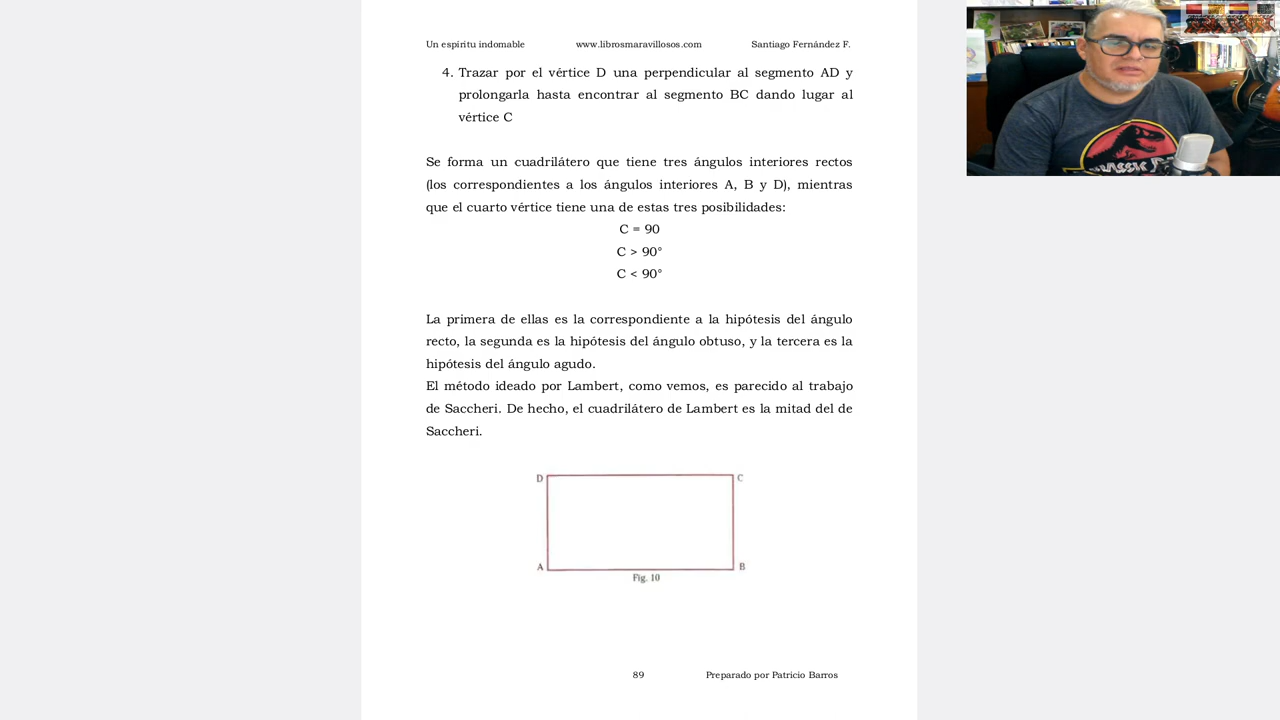 Un espíritu indomable www.librosmaravillosos.com Santiago Fernández F.
4. Trazar por el vértice D una perpendicular al segmento AD y
prolongarla hasta encontrar al segmento BC dando lugar al
vértice C
Se forma un cuadrilátero que tiene tres ángulos interiores rectos
(los correspondientes a los ángulos interiores A, B y D), mientras
que el cuarto vértice tiene una de estas tres posibilidades:
C = 90
C > 90°
C < 90°
La primera de ellas es la correspondiente a la hipótesis del ángulo
recto, la segunda es la hipótesis del ángulo obtuso, y la tercera es la
hipótesis del ángulo agudo.
El método ideado por Lambert, como vemos, es parecido al trabajo
de Saccheri. De hecho, el cuadrilátero de Lambert es la mitad del de
Saccheri.
D C
A B
Fig. 10
89 Preparado por Patricio Barros